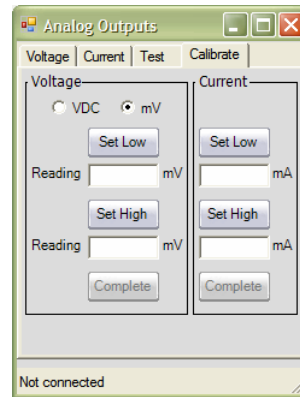 Analog Outputs
Voltage Current Test Calibrate
Voltage Current
VDC mV
Set Low Set Low
Reading mV mA
Set High Set High
Reading mV mA
Complete Complete
Not connected